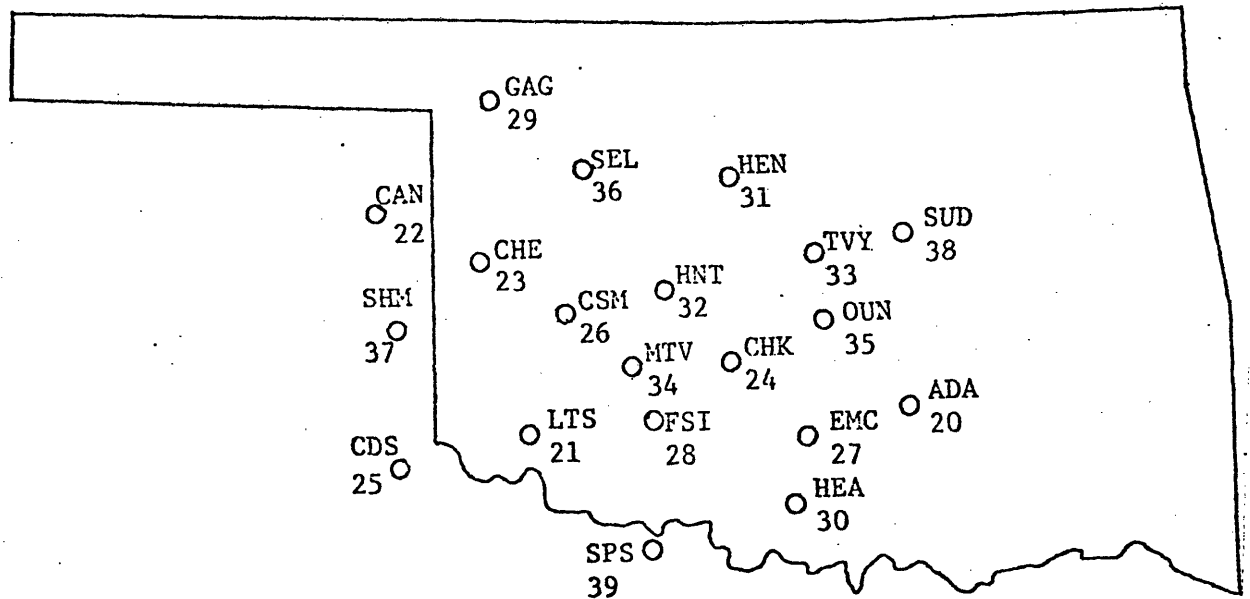 GAG
29
SEL
36
HEN
31
CAN
22
SUD
38
TVY
33
CHE
23
HNT
32
SHM
37
CSM
26
OUN
35
MTV
34
CHK
24
ADA
20
LTS
21
FSI
28
EMC
27
CDS
25
HEA
30
SPS
39